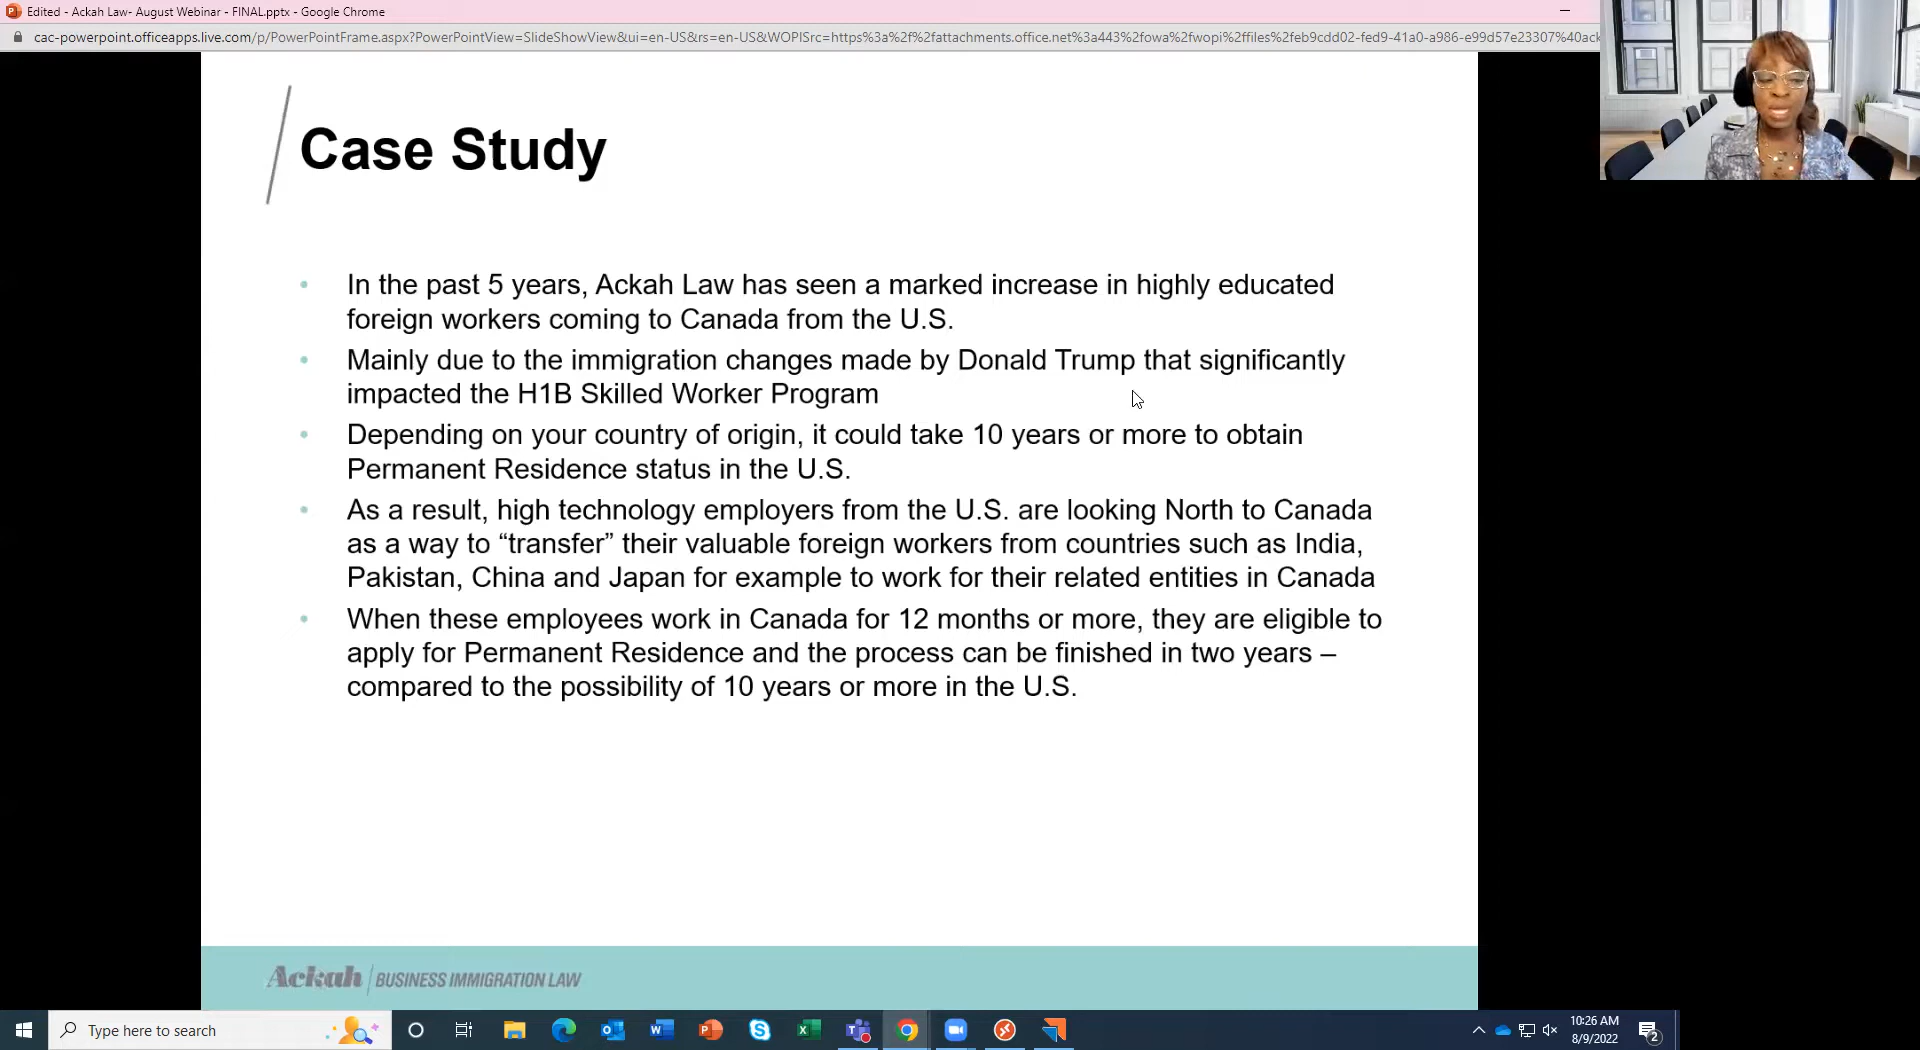 Edited - Ackah Law- August Webinar - FINAL.pptx - Google Chrome
cac-powerpoint.officeapps.live.com/p/PowerPointFrame.aspx?PowerPointView=SlideShowView&ui=en-US&rs=en-US&WOPISrc=https%3a%2f%2fattachments.office.net%3a443%2fowa%2fwopi%2ffiles%2feb9cdd02-fed9-41a0-a986-e99d57e23307%40ack
Case Study
• In the past 5 years, Ackah Law has seen a marked increase in highly educated
foreign workers coming to Canada from the U.S.
• Mainly due to the immigration changes made by Donald Trump that significantly
impacted the H1B Skilled Worker Program
• Depending on your country of origin, it could take 10 years or more to obtain
Permanent Residence status in the U.S.
• As a result, high technology employers from the U.S. are looking North to Canada
as a way to “transfer” their valuable foreign workers from countries such as India,
Pakistan, China and Japan for example to work for their related entities in Canada
• When these employees work in Canada for 12 months or more, they are eligible to
apply for Permanent Residence and the process can be finished in two years –
compared to the possibility of 10 years or more in the U.S.
Ackah BUSINESS IMMIGRATION LAW
Type here to search
10:26 AM
8/9/2022
2